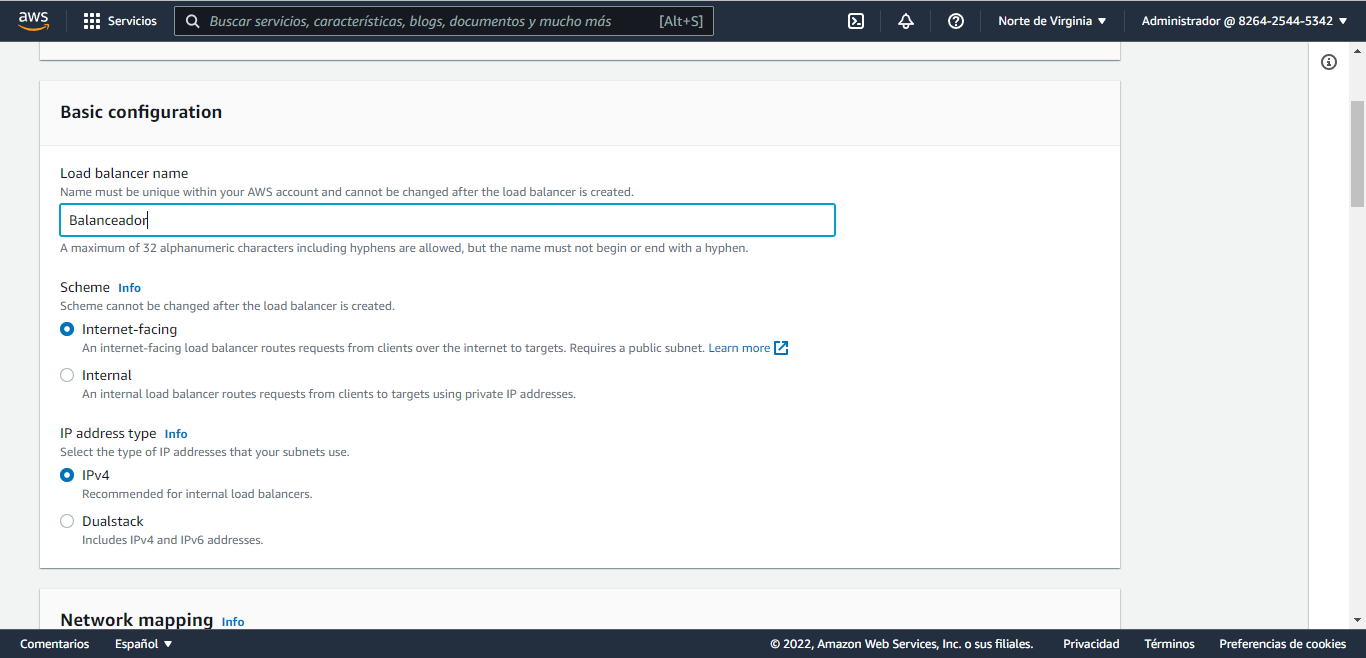 aws Servicios Buscar servicios, características, blogs, documentos y mucho más [Alt+S] Norte de Virginia Administrador @ 8264-2544-5342
Basic configuration
Load balancer name
Name must be unique within your AWS account and cannot be changed after the load balancer is created.
Balanceador
A maximum of 32 alphanumeric characters including hyphens are allowed, but the name must not begin or end with a hyphen.
Scheme Info
Scheme cannot be changed after the load balancer is created.
Internet-facing
An internet-facing load balancer routes requests from clients over the internet to targets. Requires a public subnet. Learn more
Internal
An internal load balancer routes requests from clients to targets using private IP addresses.
IP address type Info
Select the type of IP addresses that your subnets use.
IPv4
Recommended for internal load balancers.
Dualstack
Includes IPv4 and IPv6 addresses.
Network mapping Info
Comentarios Español © 2022, Amazon Web Services, Inc. o sus filiales. Privacidad Términos Preferencias de cookies